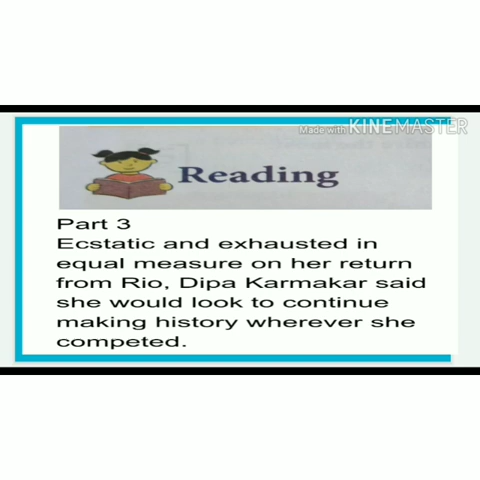 Made with KINEMASTER
Reading
Part 3
Ecstatic and exhausted in
equal measure on her return
from Rio, Dipa Karmakar said
she would look to continue
making history wherever she
competed.